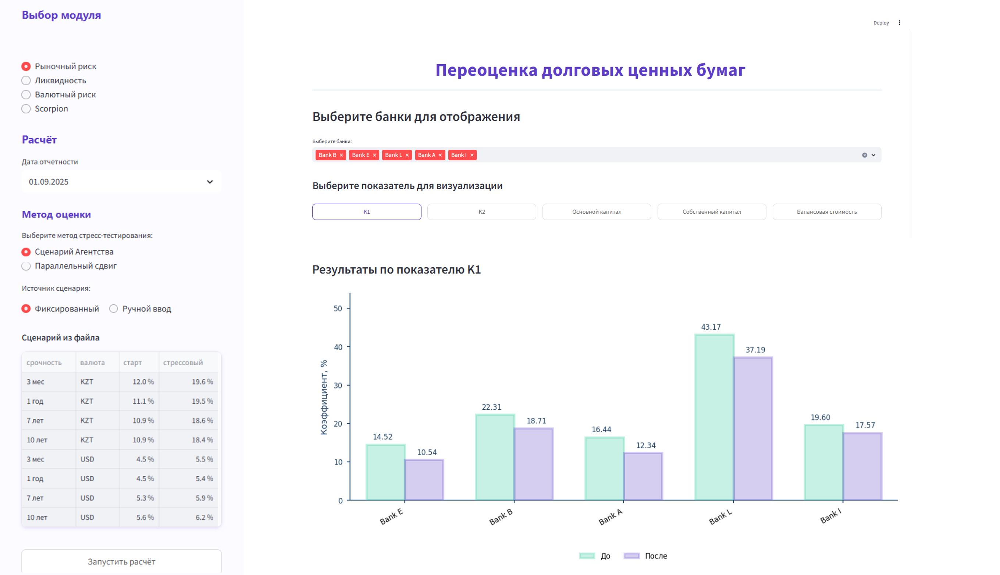 Выбор модуля
Рыночный риск
Ликвидность
Валютный риск
Scorpion
Расчёт
Дата отчетности
01.09.2025
Метод оценки
Выберите метод стресс-тестирования:
Сценарий Агентства
Параллельный сдвиг
Источник сценария:
Фиксированный Ручной ввод
Сценарий из файла
срочность валюта старт стрессовый
3 мес KZT 12.0 % 19.6 %
1 год KZT 11.1 % 19.5 %
7 лет KZT 10.9 % 18.6 %
10 лет KZT 10.9 % 18.4 %
3 мес USD 4.5 % 5.5 %
1 год USD 4.5 % 5.4 %
7 лет USD 5.3 % 5.9 %
10 лет USD 5.6 % 6.2 %
Запустить расчёт
Deploy
Переоценка долговых ценных бумаг
Выберите банки для отображения
Выберите банки:
Bank B × Bank E × Bank L × Bank A × Bank I ×
Выберите показатель для визуализации
K1 K2 Основной капитал Собственный капитал Балансовая стоимость
Результаты по показателю K1
Коэффициент, %
50
40
30
20
10
0
14.52 10.54
22.31 18.71
16.44 12.34
43.17 37.19
19.60 17.57
Bank E Bank B Bank A Bank L Bank I
До После